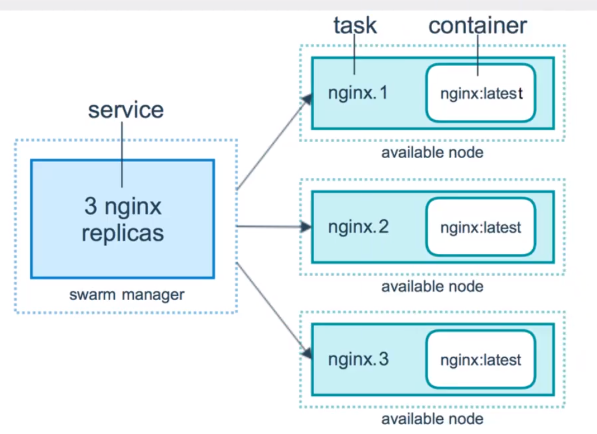 task
container
nginx.1
nginx:latest
available node
service
3 nginx
replicas
swarm manager
nginx.2
nginx:latest
available node
nginx.3
nginx:latest
available node